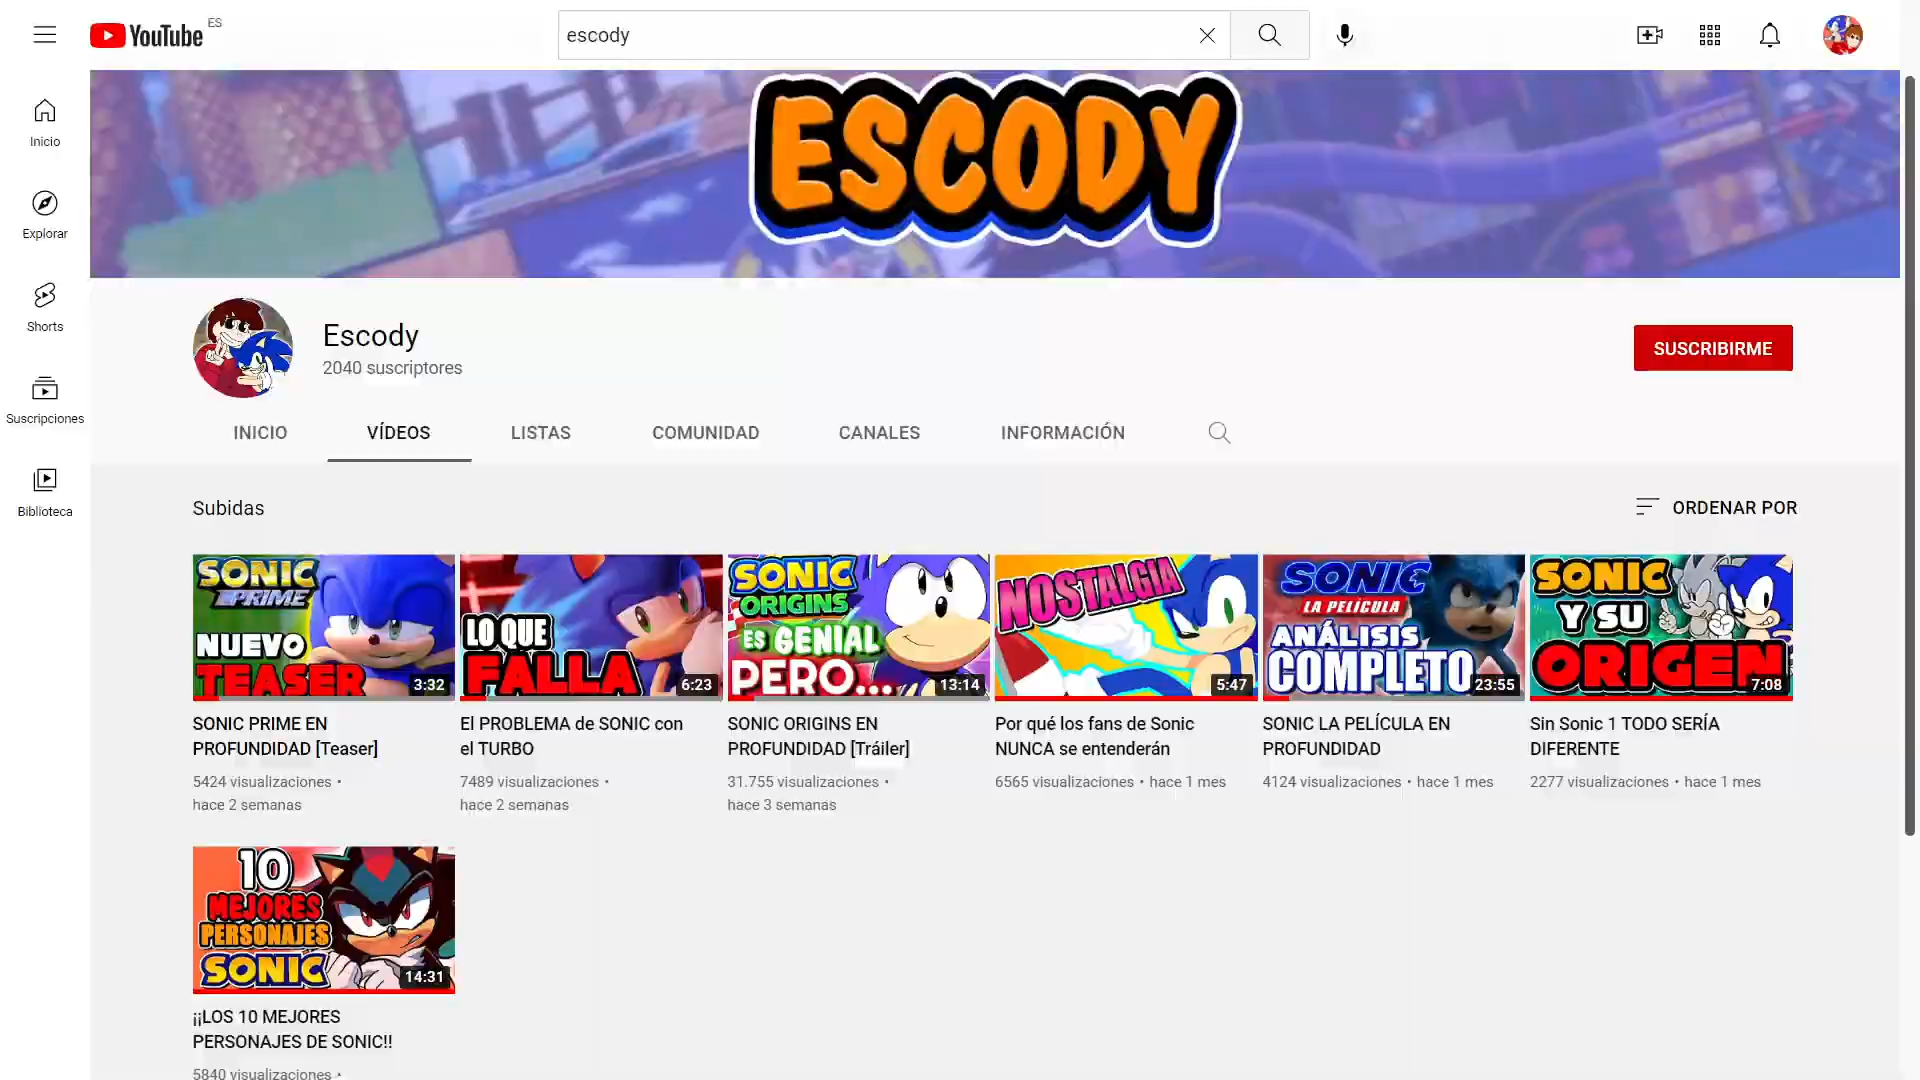 YouTube ES
escody
Inicio
Explorar
Shorts
Suscripciones
Biblioteca
ESCODY
Escody
2040 suscriptores
SUSCRIBIRME
INICIO VÍDEOS LISTAS COMUNIDAD CANALES INFORMACIÓN
Subidas
ORDENAR POR
SONIC
PRIME
NUEVO
TEASER
3:32
LO QUE
FALLA
6:23
SONIC
ORIGINS
ES GENIAL
PERO...
13:14
NOSTALGIA
5:47
SONIC
LA PELÍCULA
ANÁLISIS
COMPLETO
23:55
SONIC
Y SU
ORIGEN
7:08
SONIC PRIME EN
PROFUNDIDAD [Teaser]
5424 visualizaciones •
hace 2 semanas
El PROBLEMA de SONIC con
el TURBO
7489 visualizaciones •
hace 2 semanas
SONIC ORIGINS EN
PROFUNDIDAD [Tráiler]
31.755 visualizaciones •
hace 3 semanas
Por qué los fans de Sonic
NUNCA se entenderán
6565 visualizaciones • hace 1 mes
SONIC LA PELÍCULA EN
PROFUNDIDAD
4124 visualizaciones • hace 1 mes
Sin Sonic 1 TODO SERÍA
DIFERENTE
2277 visualizaciones • hace 1 mes
10
MEJORES
PERSONAJES
SONIC
14:31
¡¡LOS 10 MEJORES
PERSONAJES DE SONIC!!
5840 visualizaciones •